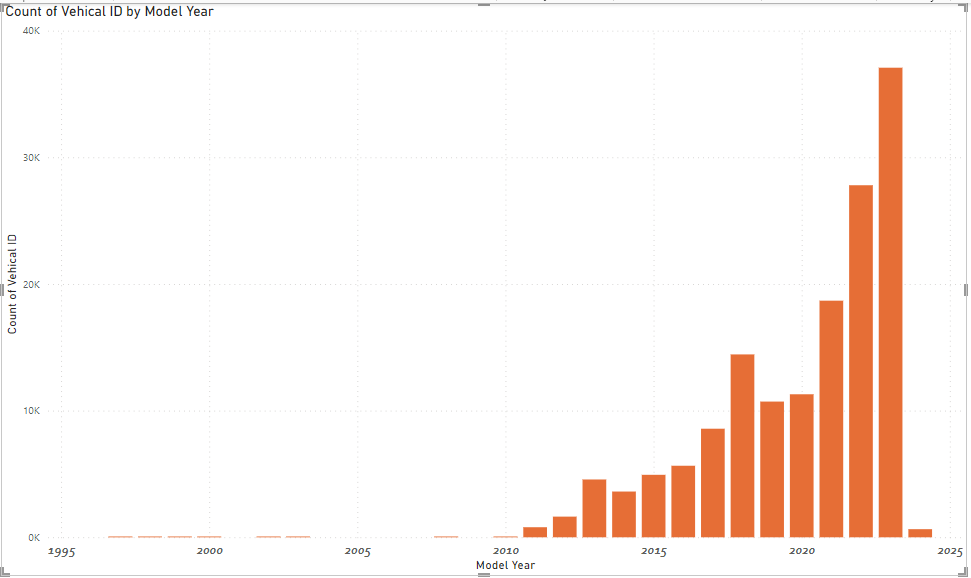 Count of Vehical ID by Model Year
40K
30K
20K
10K
0K
Count of Vehical ID
1995 2000 2005 2010 2015 2020 2025
Model Year